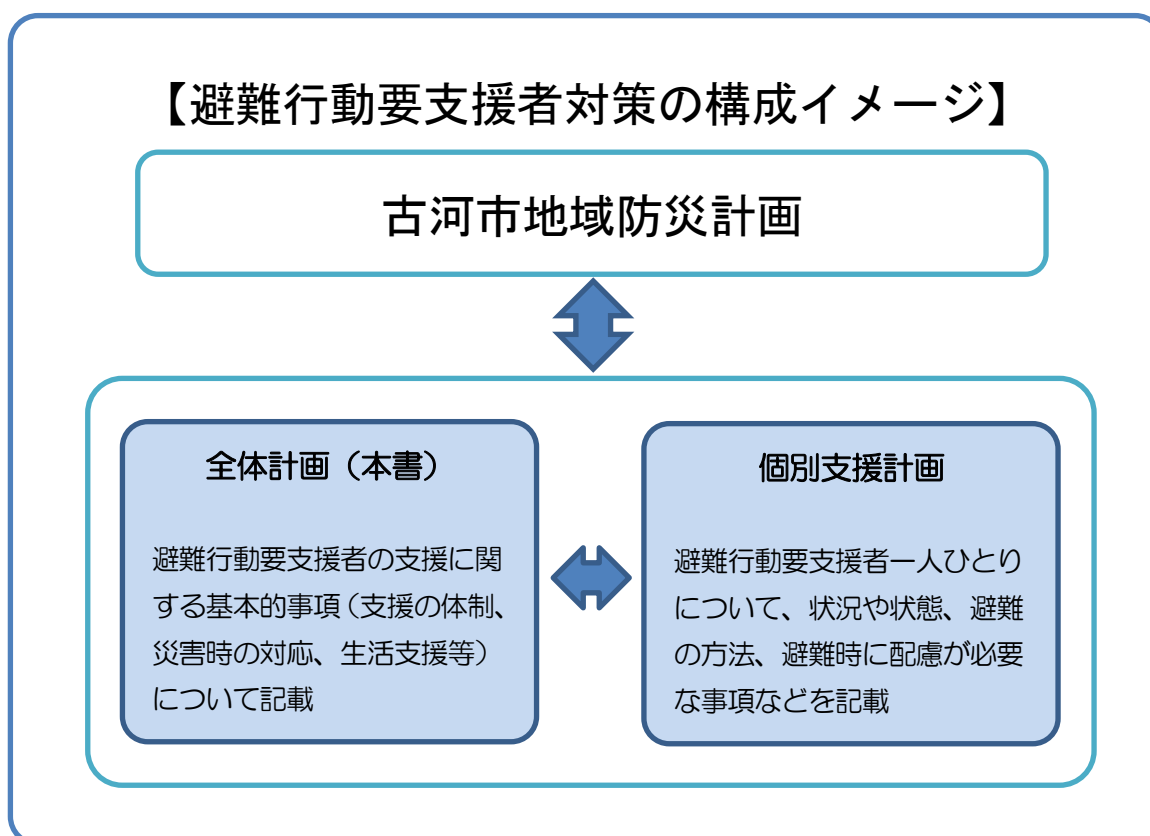 【避難行動要支援者対策の構成イメージ】
古河市地域防災計画
全体計画（本書）
避難行動要支援者の支援に関
する基本的事項（支援の体制、
災害時の対応、生活支援等）
について記載
個別支援計画
避難行動要支援者一人ひとり
について、状況や状態、避難
の方法、避難時に配慮が必要
な事項などを記載